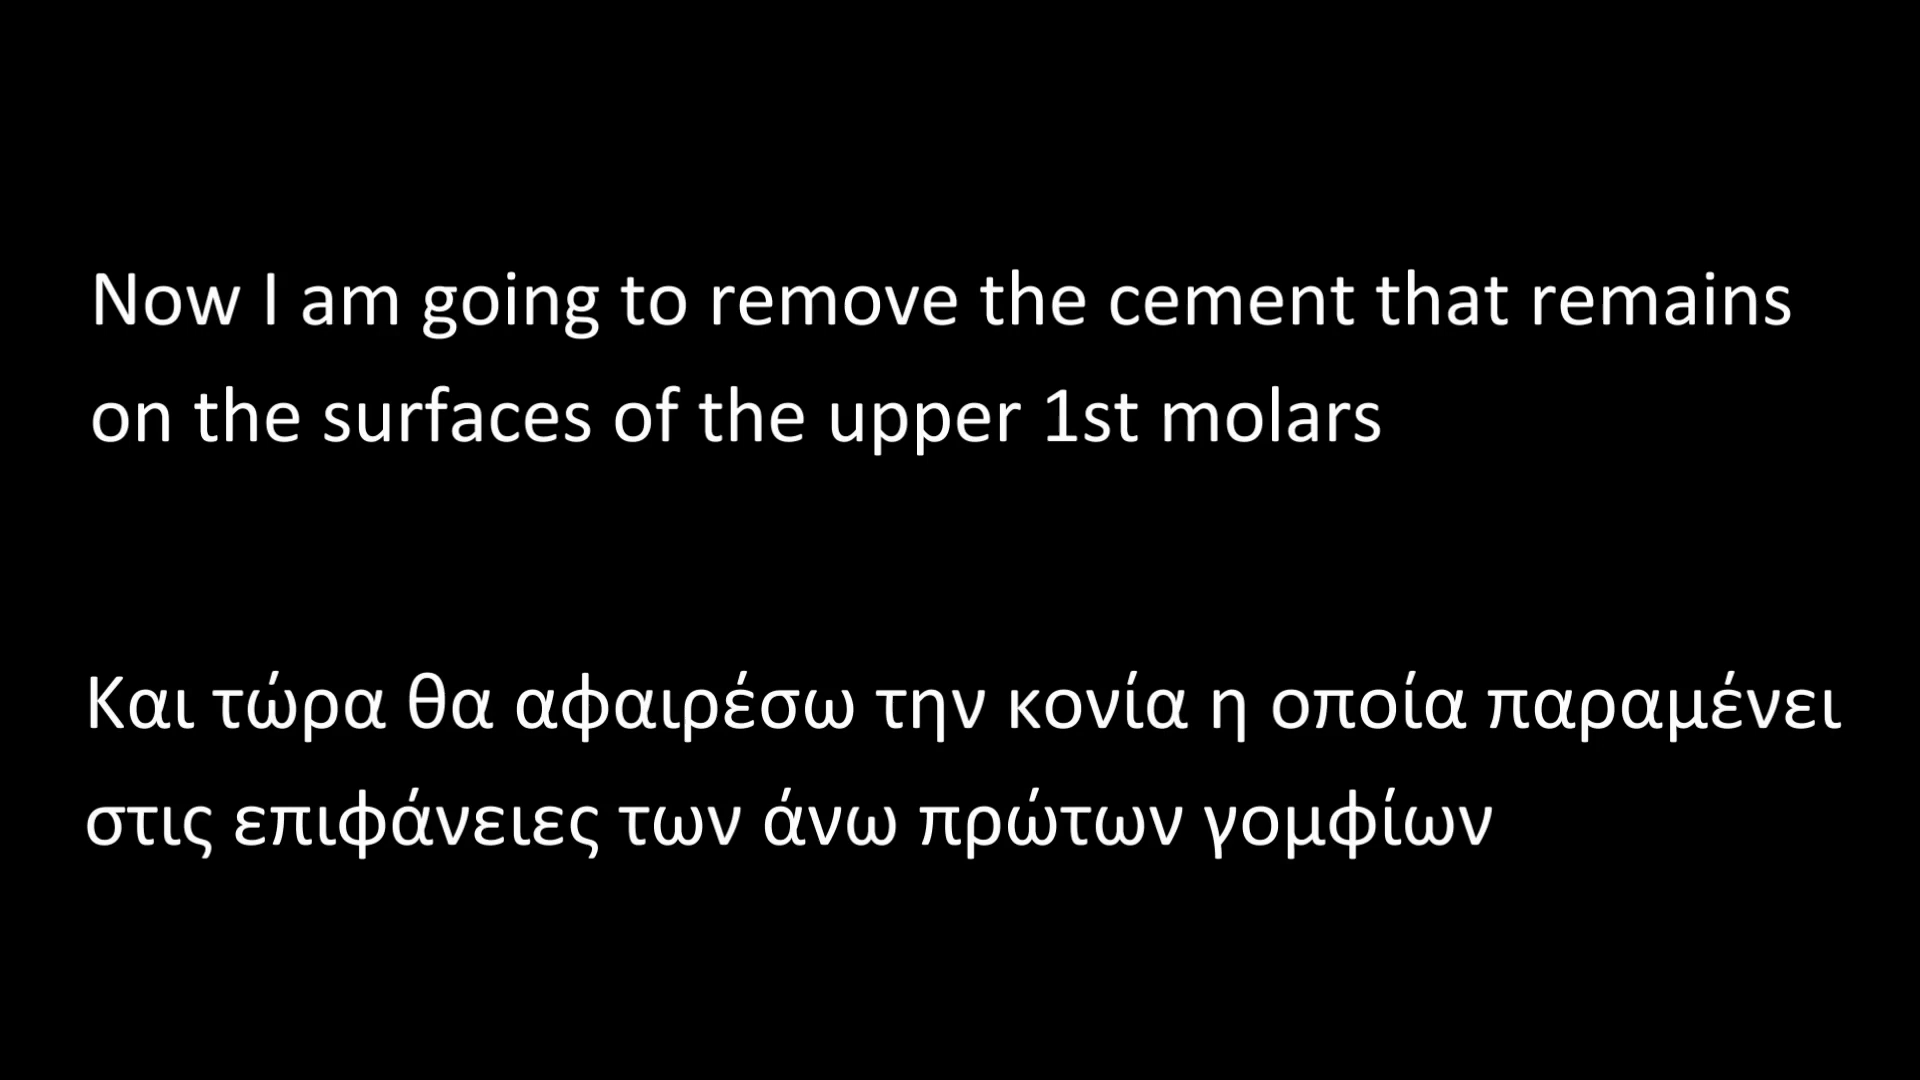 Now I am going to remove the cement that remains
on the surfaces of the upper 1st molars
Και τώρα θα αφαιρέσω την κονία η οποία παραμένει
στις επιφάνειες των άνω πρώτων γομφίων